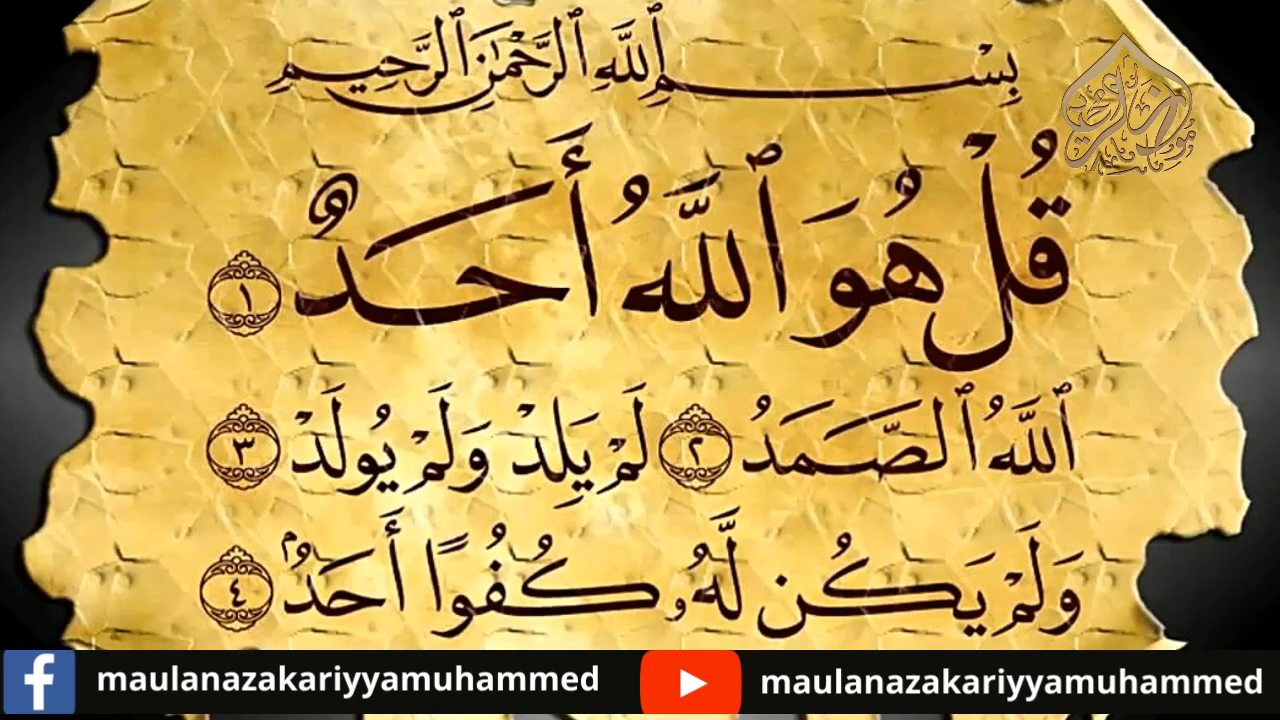 بِسْمِ ٱللَّهِ ٱلرَّحْمَٰنِ ٱلرَّحِيمِ
قُلْ هُوَ ٱللَّهُ أَحَدٌ ١
ٱللَّهُ ٱلصَّمَدُ ٢ لَمْ يَلِدْ وَلَمْ يُولَدْ ٣
وَلَمْ يَكُن لَّهُۥ كُفُوًا أَحَدٌۢ ٤
maulanazakariyyamuhammed
maulanazakariyyamuhammed